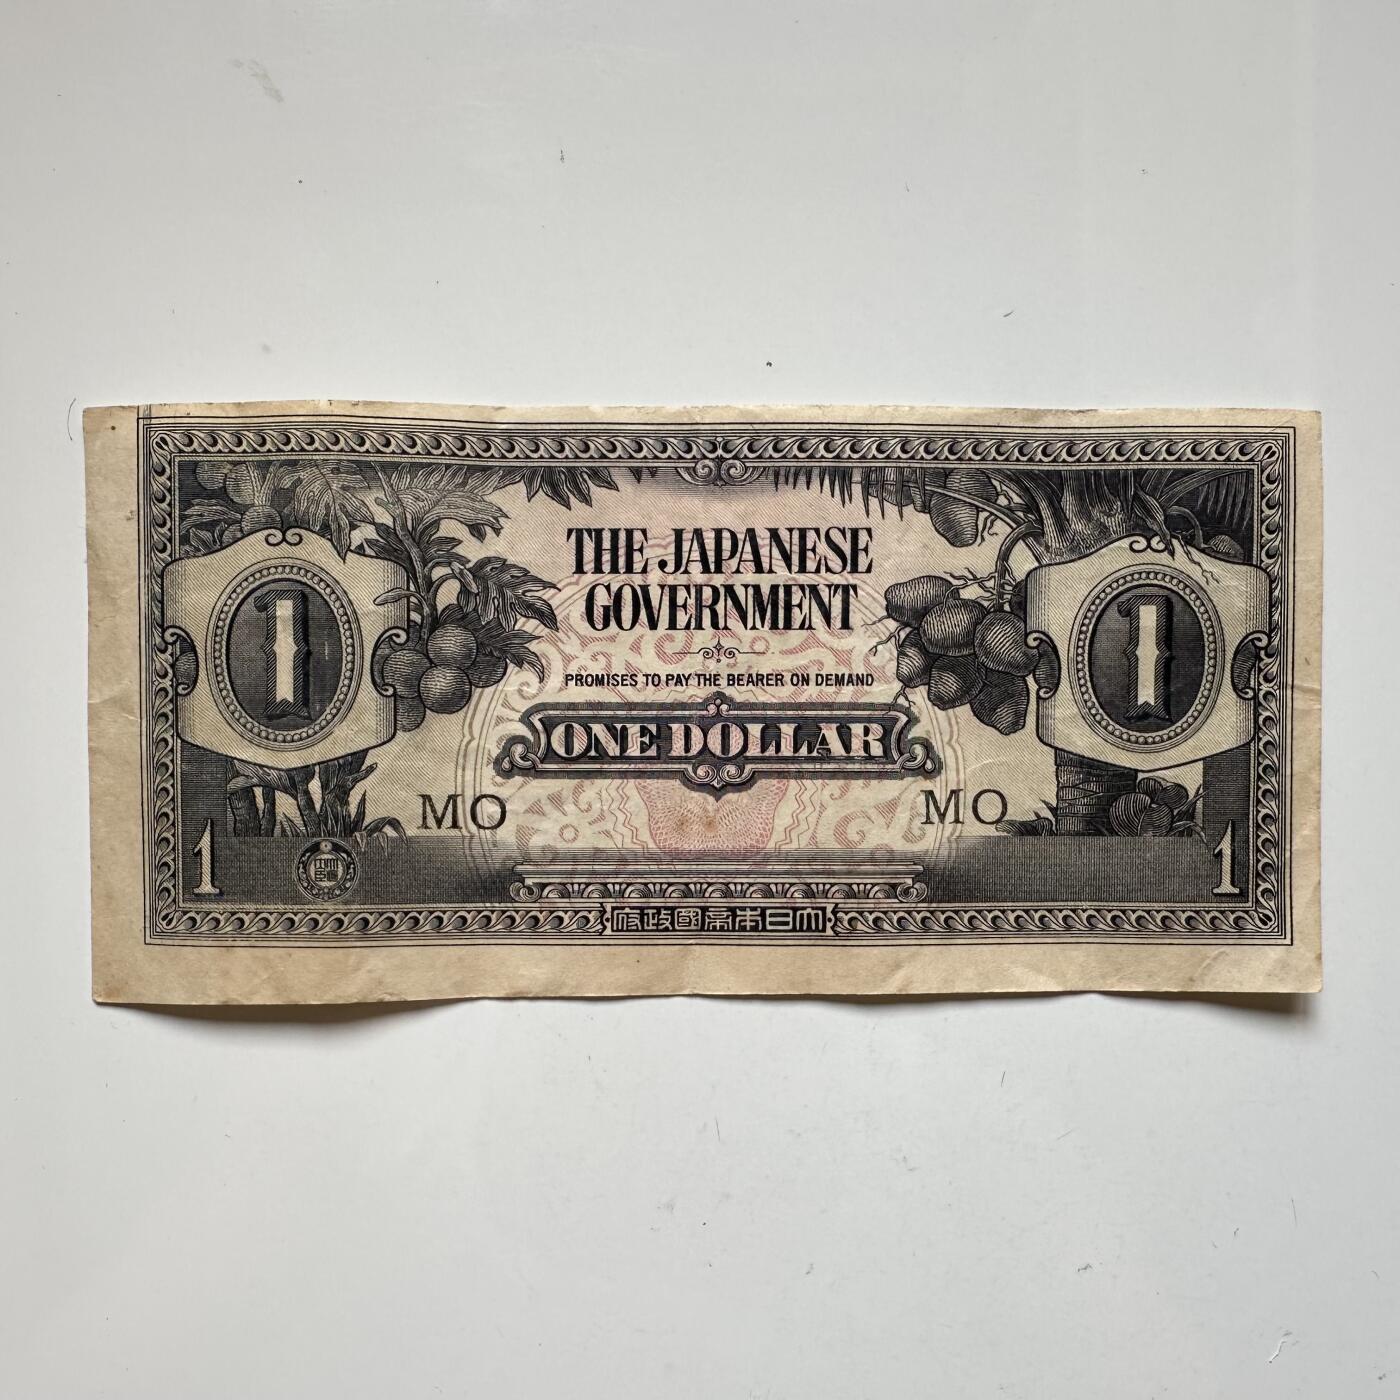 THE JAPANESE
GOVERNMENT
PROMISES TO PAY THE BEARER ON DEMAND
ONE DOLLAR
1
1
MO
MO
1
1
府政國帝本日大